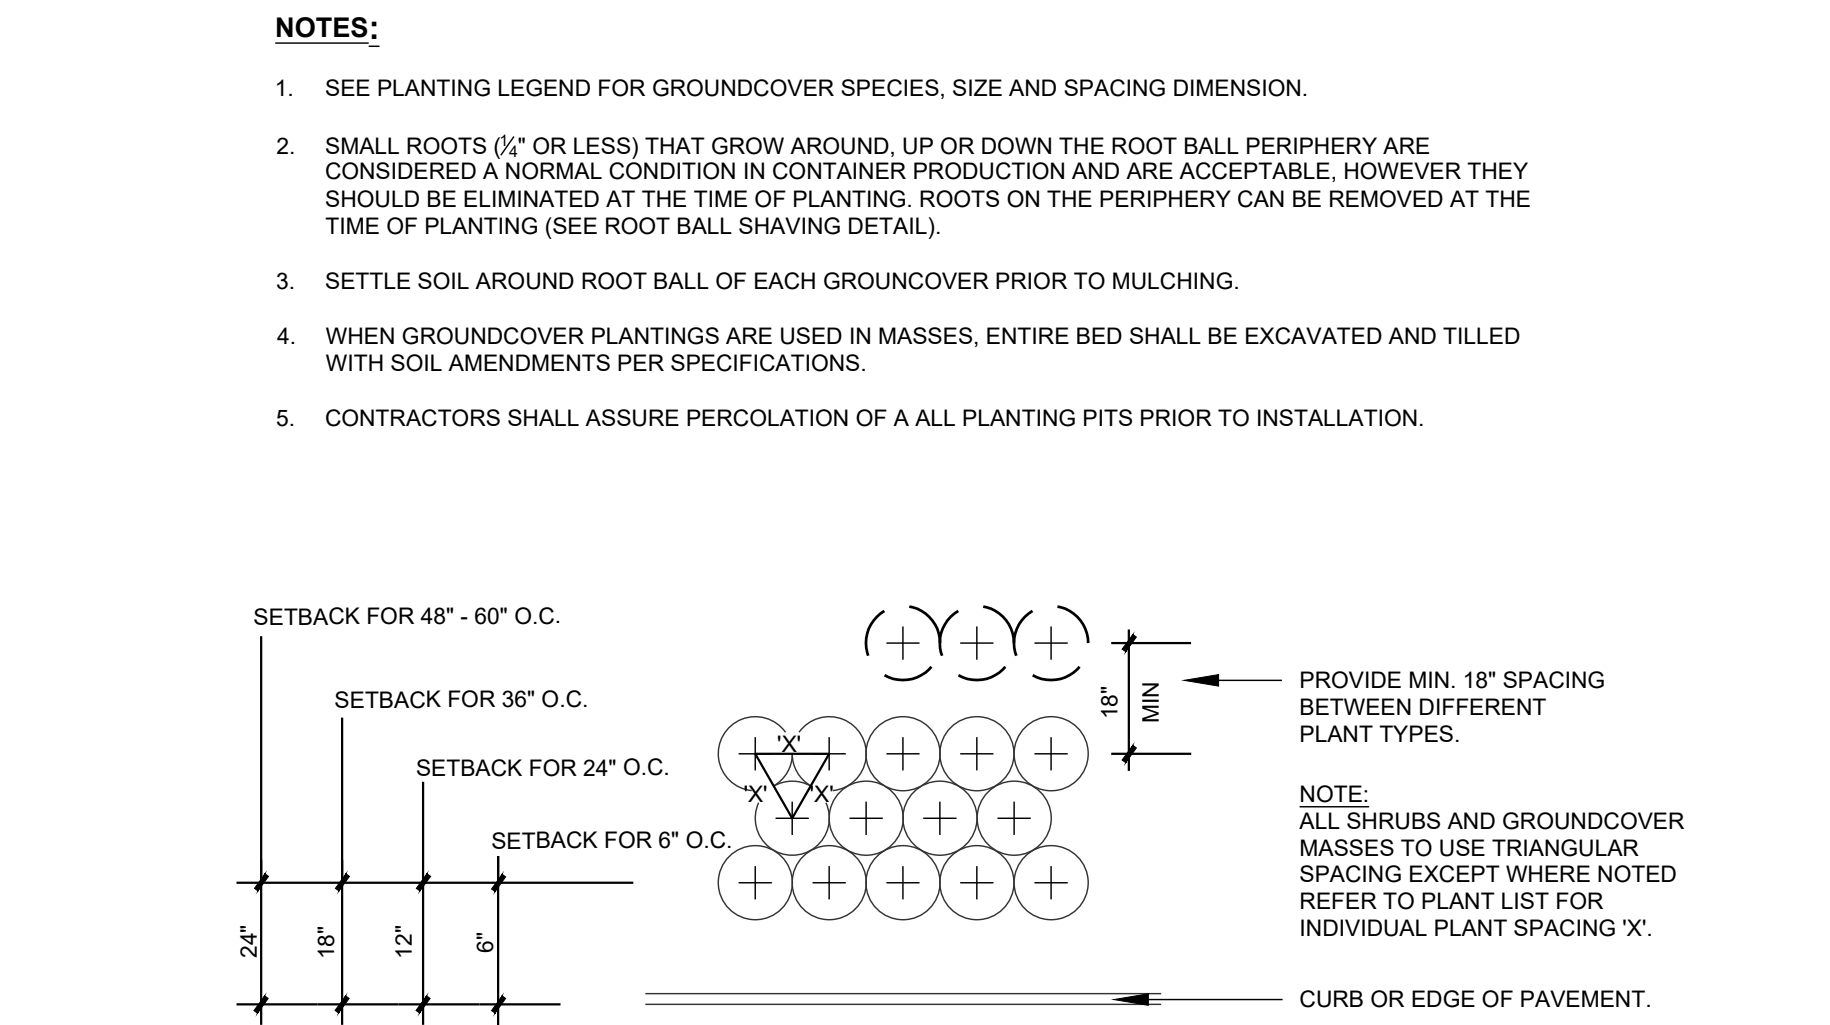 NOTES:
1. SEE PLANTING LEGEND FOR GROUNDCOVER SPECIES, SIZE AND SPACING DIMENSION.
2. SMALL ROOTS (¼" OR LESS) THAT GROW AROUND, UP OR DOWN THE ROOT BALL PERIPHERY ARE
CONSIDERED A NORMAL CONDITION IN CONTAINER PRODUCTION AND ARE ACCEPTABLE, HOWEVER THEY
SHOULD BE ELIMINATED AT THE TIME OF PLANTING. ROOTS ON THE PERIPHERY CAN BE REMOVED AT THE
TIME OF PLANTING (SEE ROOT BALL SHAVING DETAIL).
3. SETTLE SOIL AROUND ROOT BALL OF EACH GROUNCOVER PRIOR TO MULCHING.
4. WHEN GROUNDCOVER PLANTINGS ARE USED IN MASSES, ENTIRE BED SHALL BE EXCAVATED AND TILLED
WITH SOIL AMENDMENTS PER SPECIFICATIONS.
5. CONTRACTORS SHALL ASSURE PERCOLATION OF A ALL PLANTING PITS PRIOR TO INSTALLATION.
SETBACK FOR 48" - 60" O.C.
SETBACK FOR 36" O.C.
SETBACK FOR 24" O.C.
SETBACK FOR 6" O.C.
24"
18"
12"
6"
'X'
'X'
'X'
18"
MIN
PROVIDE MIN. 18" SPACING
BETWEEN DIFFERENT
PLANT TYPES.
NOTE:
ALL SHRUBS AND GROUNDCOVER
MASSES TO USE TRIANGULAR
SPACING EXCEPT WHERE NOTED
REFER TO PLANT LIST FOR
INDIVIDUAL PLANT SPACING 'X'.
CURB OR EDGE OF PAVEMENT.